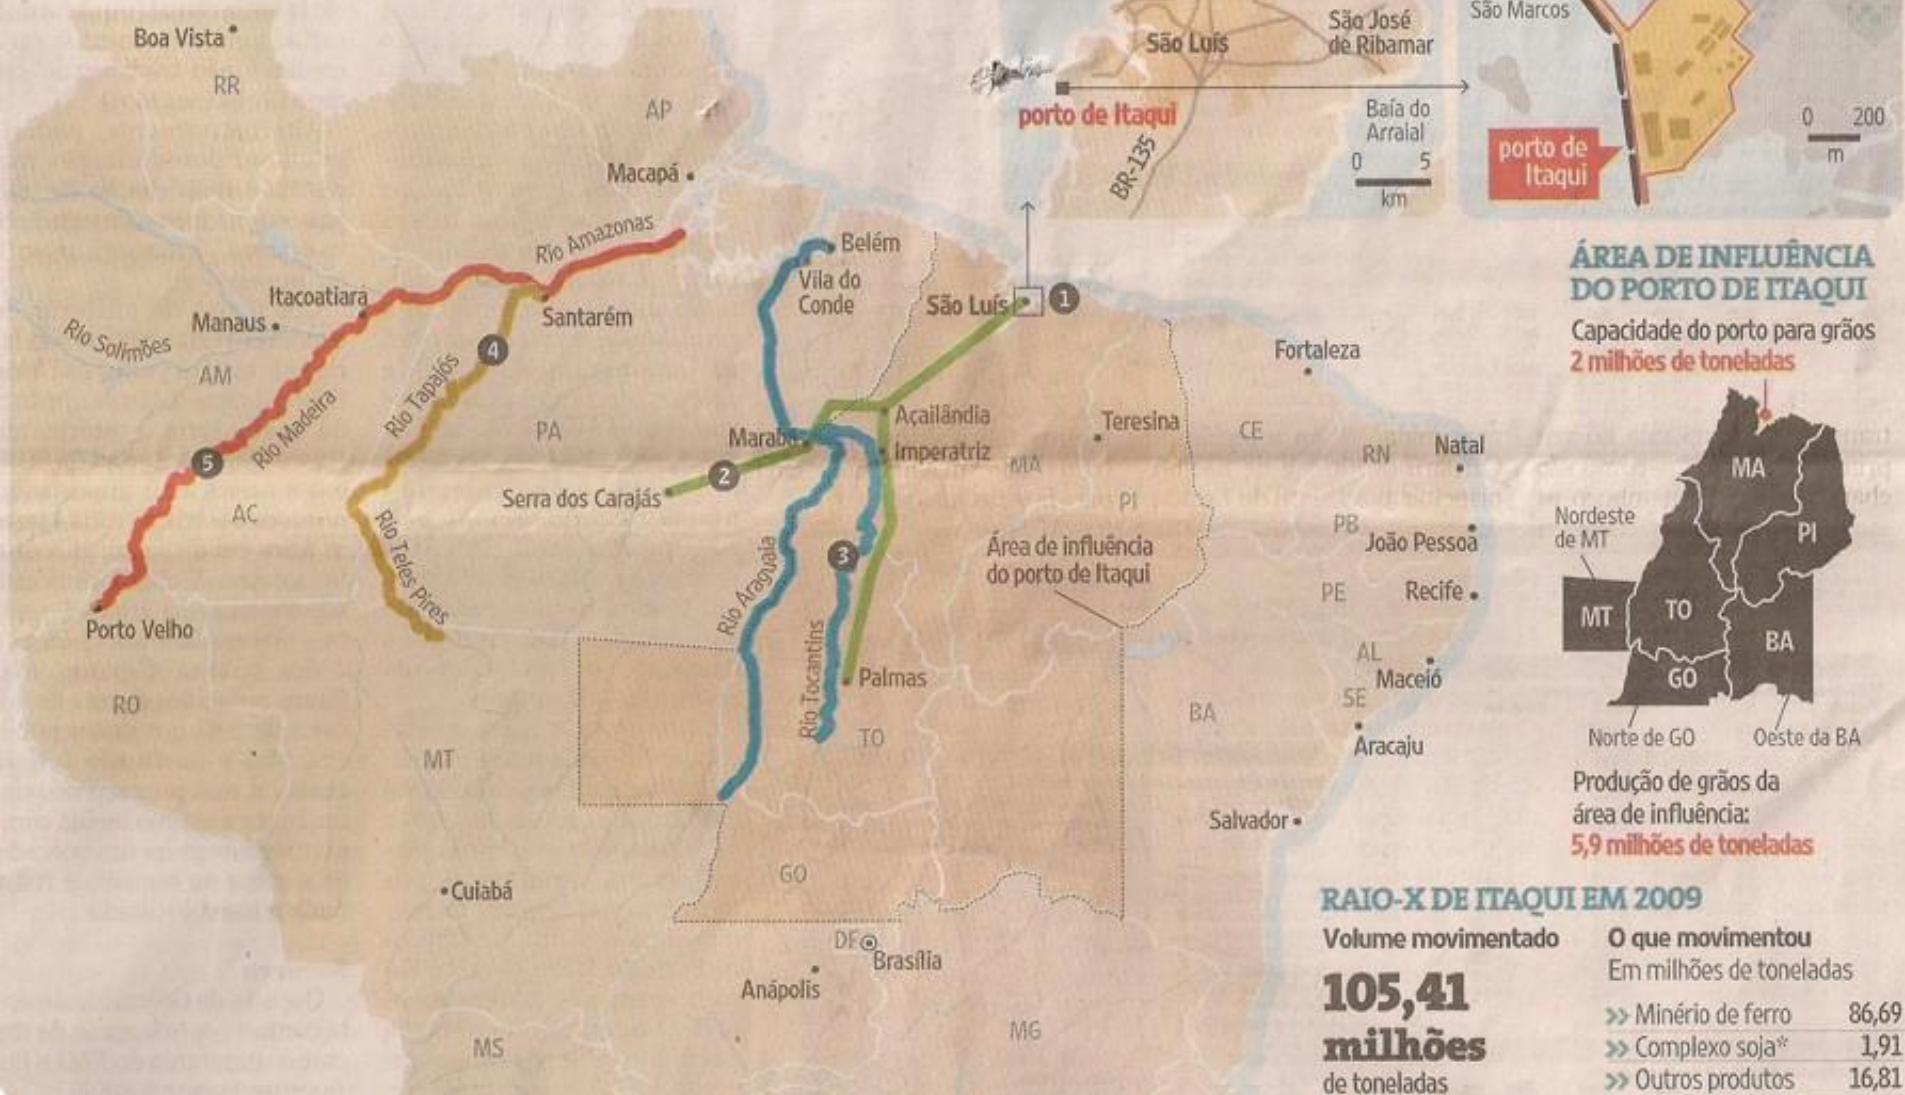 Boa Vista
RR
AP
Macapá
Rio Amazonas
Itacoatiara
Manaus
Santarém
Rio Solimões
AM
4
Rio Tapajós
Rio Madeira
5
AC
Rio Teles Pires
Porto Velho
RO
MT
Cuiabá
MS
PA
Belém
Vila do
Conde
São Luís
1
Açailândia
Marabá
Imperatriz
2
Serra dos Carajás
MA
Teresina
PI
3
Rio Araguaia
Rio Tocantins
Palmas
TO
Área de influência
do porto de Itaqui
GO
DF
Brasília
Anápolis
MG
Fortaleza
CE
RN
Natal
PB
João Pessoa
PE
Recife
AL
Maceió
SE
Aracaju
BA
Salvador
São Luís
São José
de Ribamar
porto de Itaqui
BR-135
Baía do
Arraial
0 5
km
São Marcos
porto de
Itaqui
0 200
m
ÁREA DE INFLUÊNCIA
DO PORTO DE ITAQUI
Capacidade do porto para grãos
2 milhões de toneladas
MA
PI
Nordeste
de MT
MT
TO
BA
GO
Norte de GO
Oeste da BA
Produção de grãos da
área de influência:
5,9 milhões de toneladas
RAIO-X DE ITAQUI EM 2009
Volume movimentado
105,41
milhões
de toneladas
O que movimentou
Em milhões de toneladas
>> Minério de ferro 86,69
>> Complexo soja* 1,91
>> Outros produtos 16,81